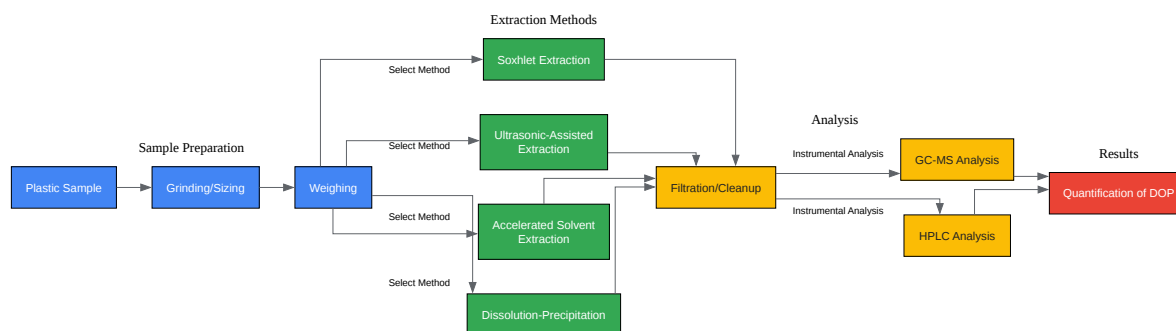 Extraction Methods
Soxhlet Extraction
Select Method
Ultrasonic-Assisted
Extraction
Select Method
Sample Preparation
Plastic Sample
Grinding/Sizing
Weighing
Select Method
Accelerated Solvent
Extraction
Select Method
Dissolution-Precipitation
Filtration/Cleanup
Analysis
Instrumental Analysis
GC-MS Analysis
Instrumental Analysis
HPLC Analysis
Results
Quantification of DOP